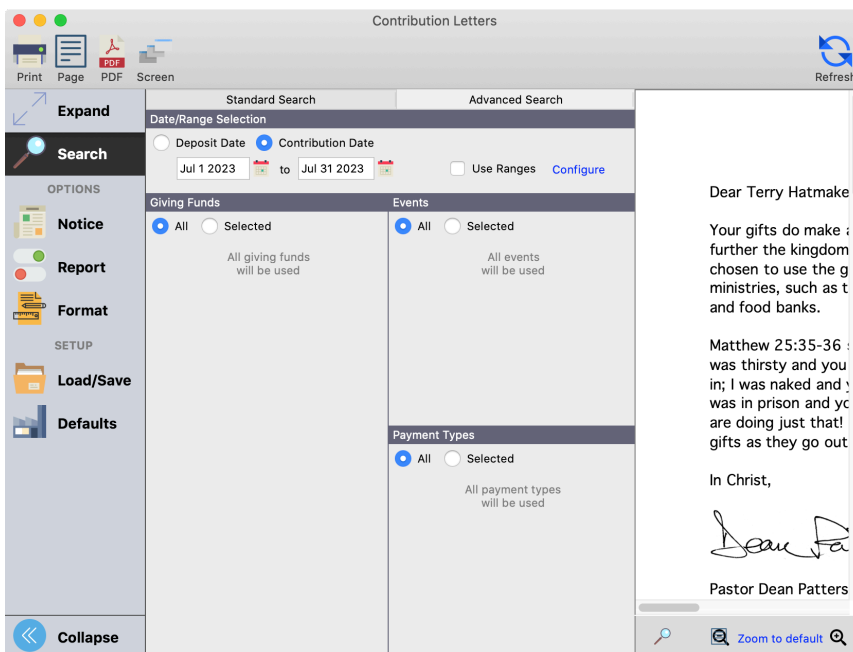 Contribution Letters
Print Page PDF Screen Refresh
Expand
Search
OPTIONS
Notice
Report
Format
SETUP
Load/Save
Defaults
Collapse
Standard Search Advanced Search
Date/Range Selection
Deposit Date Contribution Date
Jul 1 2023 to Jul 31 2023 Use Ranges Configure
Giving Funds
All Selected
All giving funds
will be used
Events
All Selected
All events
will be used
Payment Types
All Selected
All payment types
will be used
Dear Terry Hatmake
Your gifts do make a
further the kingdom
chosen to use the g
ministries, such as t
and food banks.
Matthew 25:35-36 s
was thirsty and you
in; I was naked and y
was in prison and yo
are doing just that!
gifts as they go out
In Christ,
Dean Pa
Pastor Dean Patters
Zoom to default